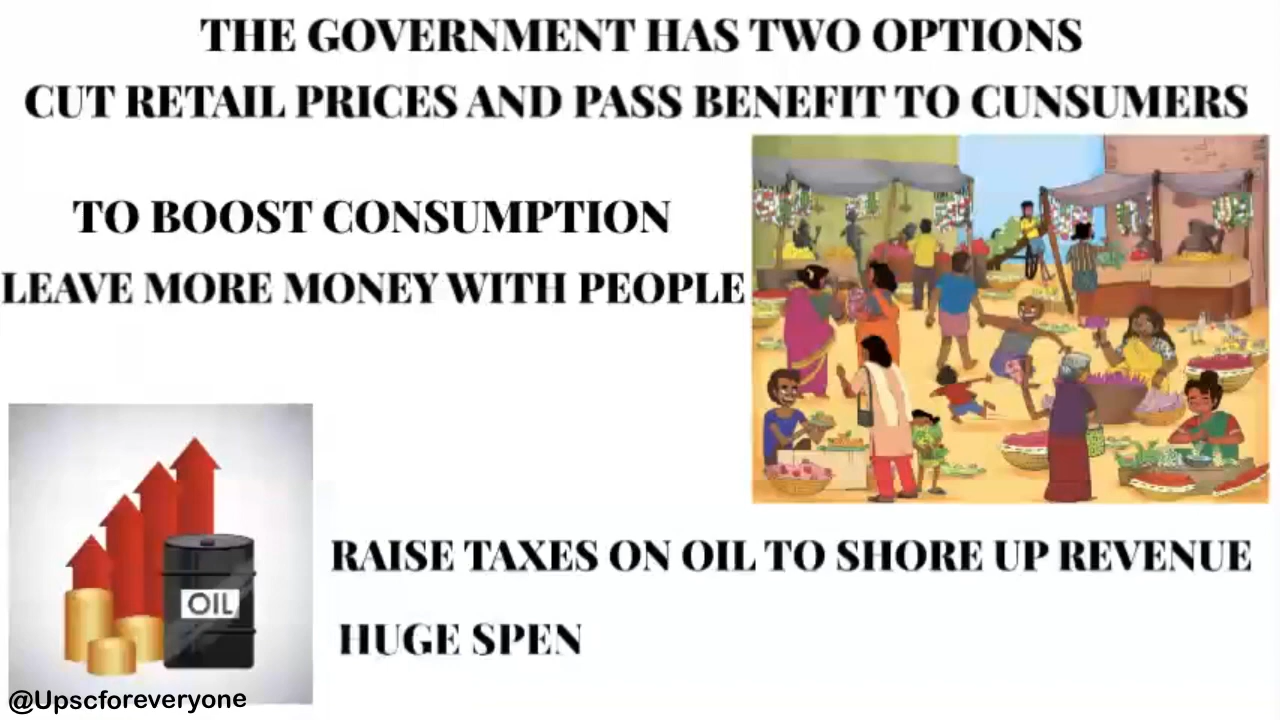 THE GOVERNMENT HAS TWO OPTIONS
CUT RETAIL PRICES AND PASS BENEFIT TO CUNSUMERS
TO BOOST CONSUMPTION
LEAVE MORE MONEY WITH PEOPLE
OIL
RAISE TAXES ON OIL TO SHORE UP REVENUE
HUGE SPEN
@Upscforeveryone